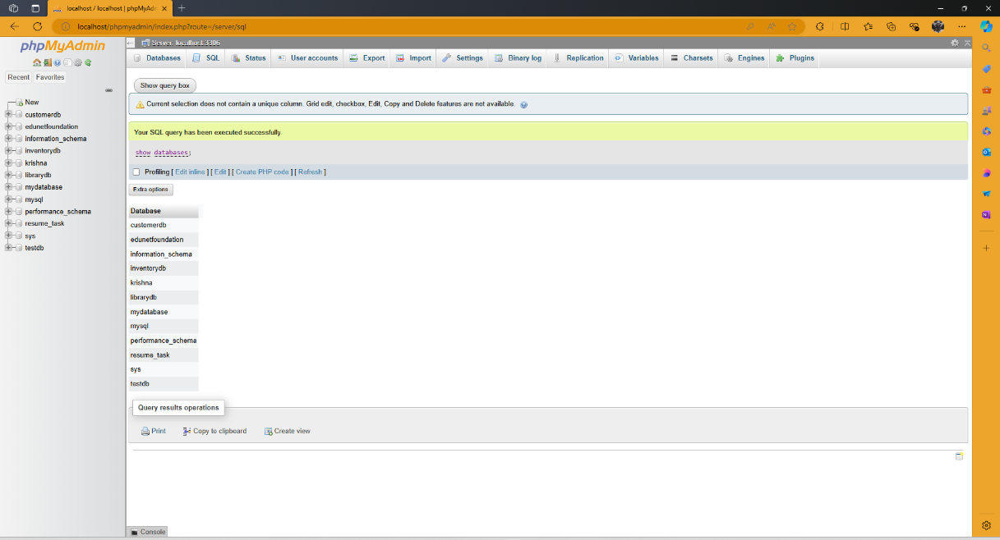 localhost / localhost | phpMyAdm
localhost/phpmyadmin/index.php?route=/server/sql
phpMyAdmin
Recent Favorites
New
customerdb
edunetfoundation
information_schema
inventorydb
krishna
librarydb
mydatabase
mysql
performance_schema
resume_task
sys
testdb
Server: localhost:3306
Databases SQL Status User accounts Export Import Settings Binary log Replication Variables Charsets Engines Plugins
Show query box
Current selection does not contain a unique column. Grid edit, checkbox, Edit, Copy and Delete features are not available.
Your SQL query has been executed successfully.
show databases;
Profiling [ Edit inline ] [ Edit ] [ Create PHP code ] [ Refresh ]
Extra options
Database
customerdb
edunetfoundation
information_schema
inventorydb
krishna
librarydb
mydatabase
mysql
performance_schema
resume_task
sys
testdb
Query results operations
Print Copy to clipboard Create view
Console